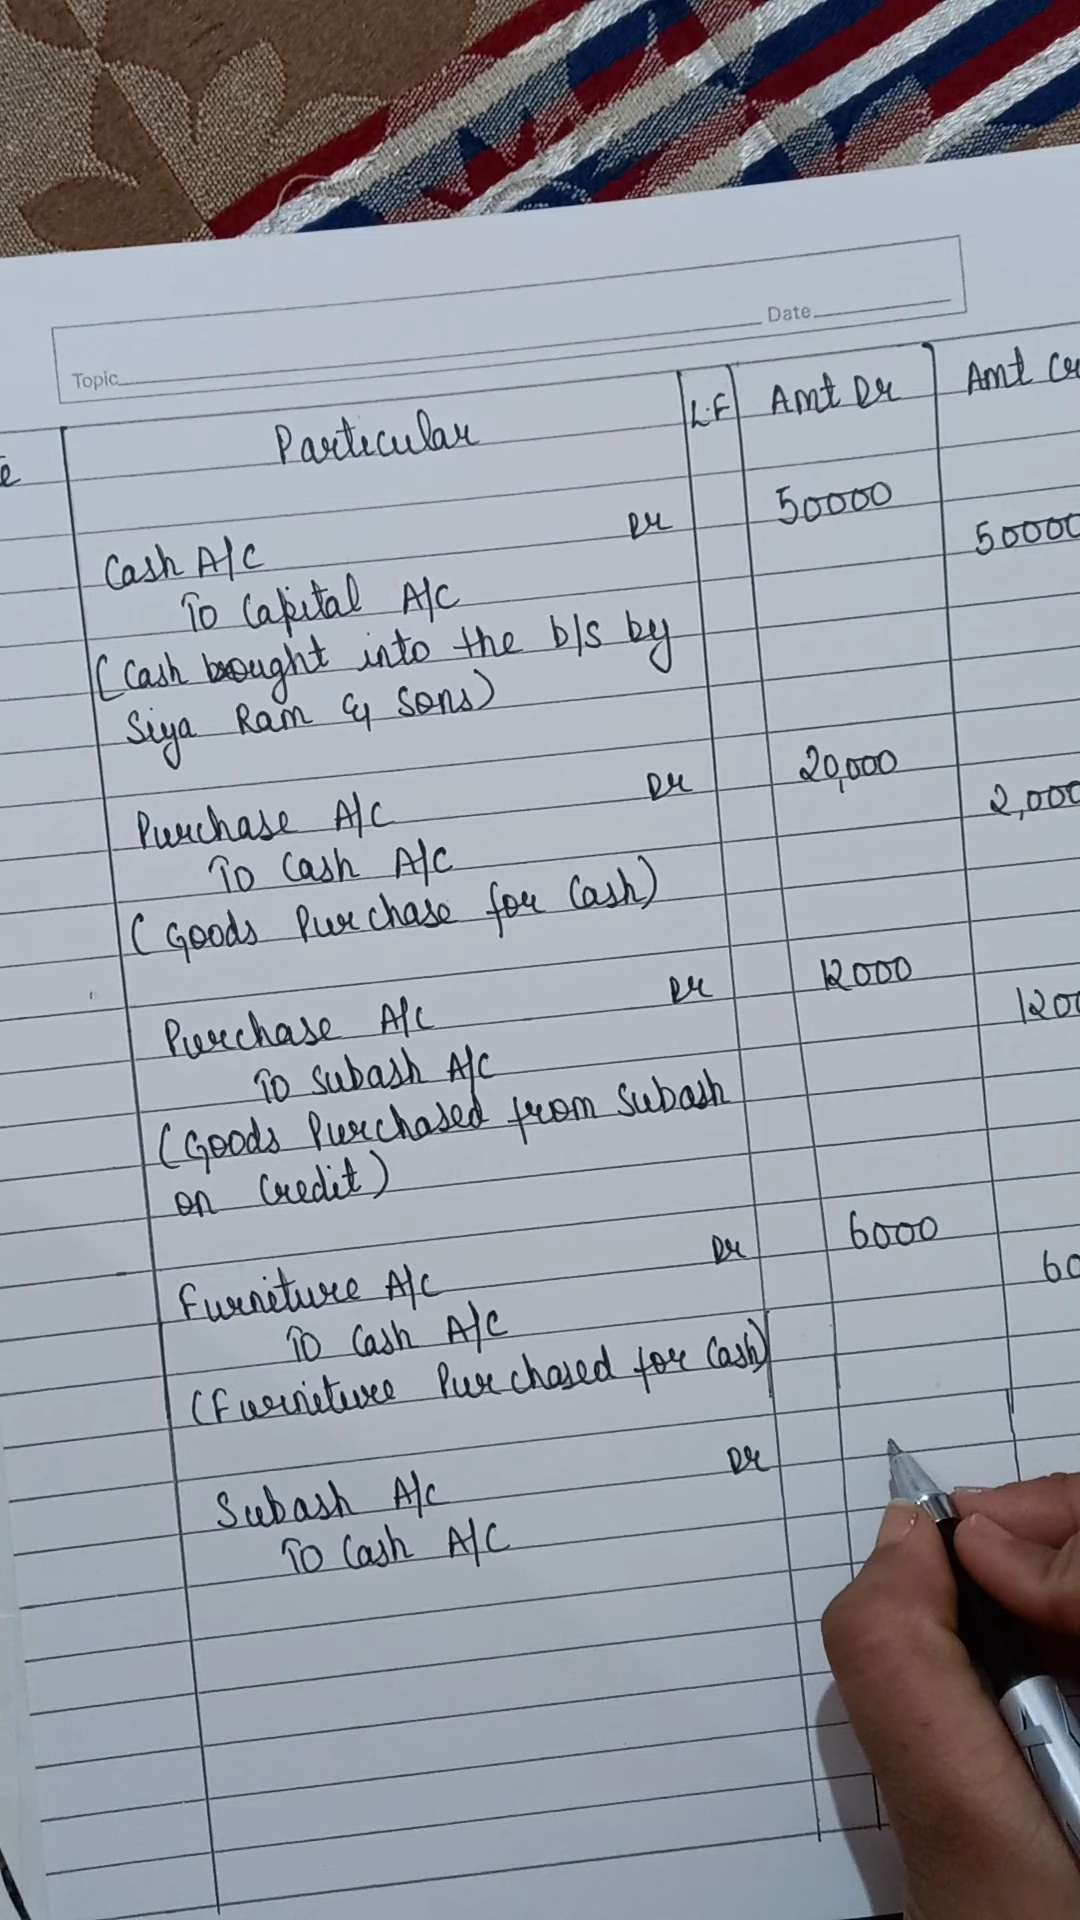 Topic Date
e Particular L.F Amt Dr Amt Cr
Cash A/c Dr 50000
To Capital A/c 50000
(Cash bought into the b/s by
Siya Ram & Sons)
Purchase A/c Dr 20,000
To Cash A/c 2,000
(Goods Purchase for Cash)
Purchase A/c Dr 12000
To Subash A/c 120
(Goods Purchased from Subash
on Credit)
Furniture A/c Dr 6000
To Cash A/c 60
(Furniture Purchased for Cash)
Subash A/c Dr
To Cash A/c